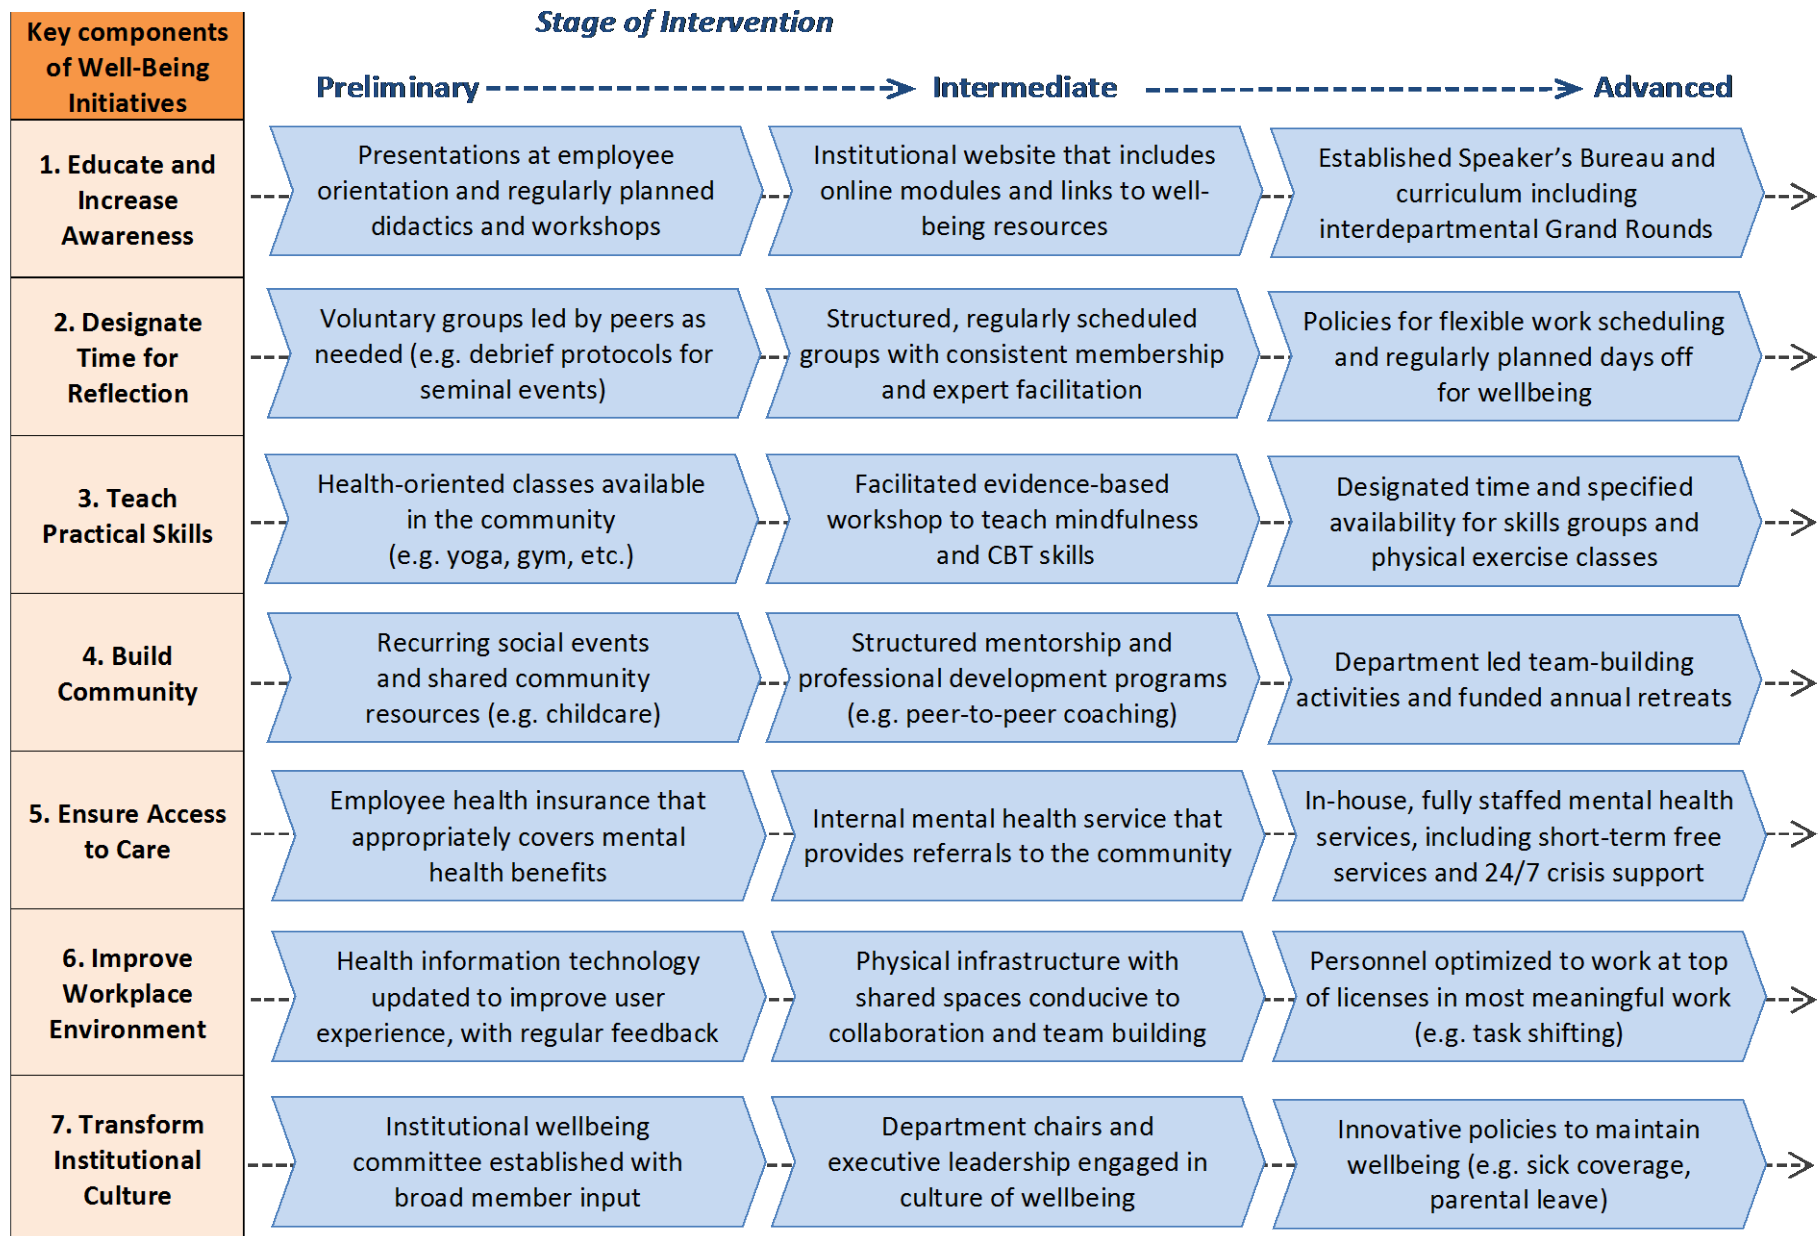 Key components
of Well-Being
Initiatives
Stage of Intervention
Preliminary
Intermediate
Advanced
1. Educate and
Increase
Awareness
Presentations at employee
orientation and regularly planned
didactics and workshops
Institutional website that includes
online modules and links to well-
being resources
Established Speaker’s Bureau and
curriculum including
interdepartmental Grand Rounds
2. Designate
Time for
Reflection
Voluntary groups led by peers as
needed (e.g. debrief protocols for
seminal events)
Structured, regularly scheduled
groups with consistent membership
and expert facilitation
Policies for flexible work scheduling
and regularly planned days off
for wellbeing
3. Teach
Practical Skills
Health-oriented classes available
in the community
(e.g. yoga, gym, etc.)
Facilitated evidence-based
workshop to teach mindfulness
and CBT skills
Designated time and specified
availability for skills groups and
physical exercise classes
4. Build
Community
Recurring social events
and shared community
resources (e.g. childcare)
Structured mentorship and
professional development programs
(e.g. peer-to-peer coaching)
Department led team-building
activities and funded annual retreats
5. Ensure Access
to Care
Employee health insurance that
appropriately covers mental
health benefits
Internal mental health service that
provides referrals to the community
In-house, fully staffed mental health
services, including short-term free
services and 24/7 crisis support
6. Improve
Workplace
Environment
Health information technology
updated to improve user
experience, with regular feedback
Physical infrastructure with
shared spaces conducive to
collaboration and team building
Personnel optimized to work at top
of licenses in most meaningful work
(e.g. task shifting)
7. Transform
Institutional
Culture
Institutional wellbeing
committee established with
broad member input
Department chairs and
executive leadership engaged in
culture of wellbeing
Innovative policies to maintain
wellbeing (e.g. sick coverage,
parental leave)